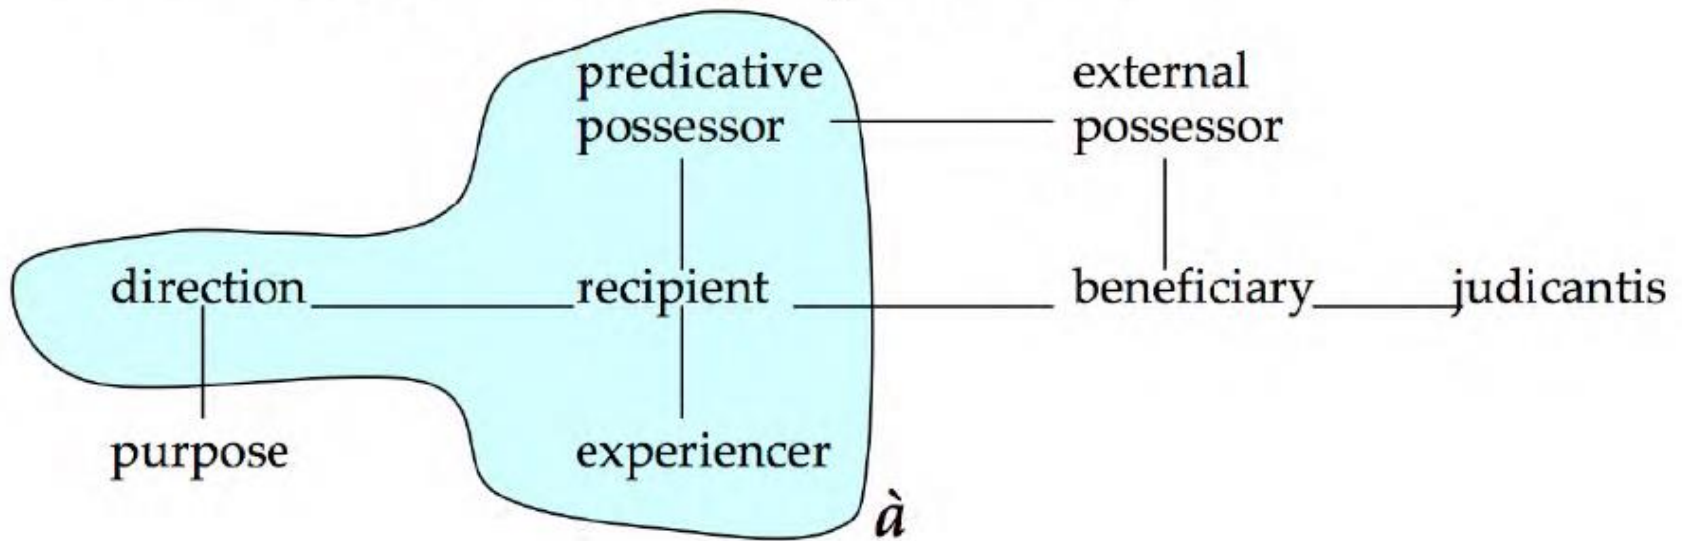 predicative
possessor
external
possessor
direction
recipient
beneficiary
judicantis
purpose
experiencer
à